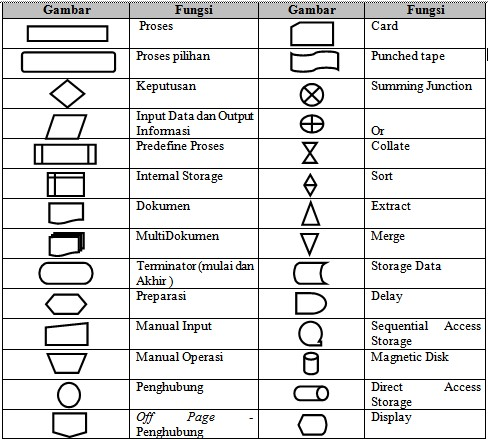 Gambar Fungsi Gambar Fungsi
Proses Card
Proses pilihan Punched tape
Keputusan Summing Junction
Input Data dan Output
Informasi Or
Predefine Proses Collate
Internal Storage Sort
Dokumen Extract
MultiDokumen Merge
Terminator (mulai dan Storage Data
Akhir )
Preparasi Delay
Manual Input Sequential Access
Storage
Manual Operasi Magnetic Disk
Penghubung Direct Access
Storage
Off Page - Display
Penghubung